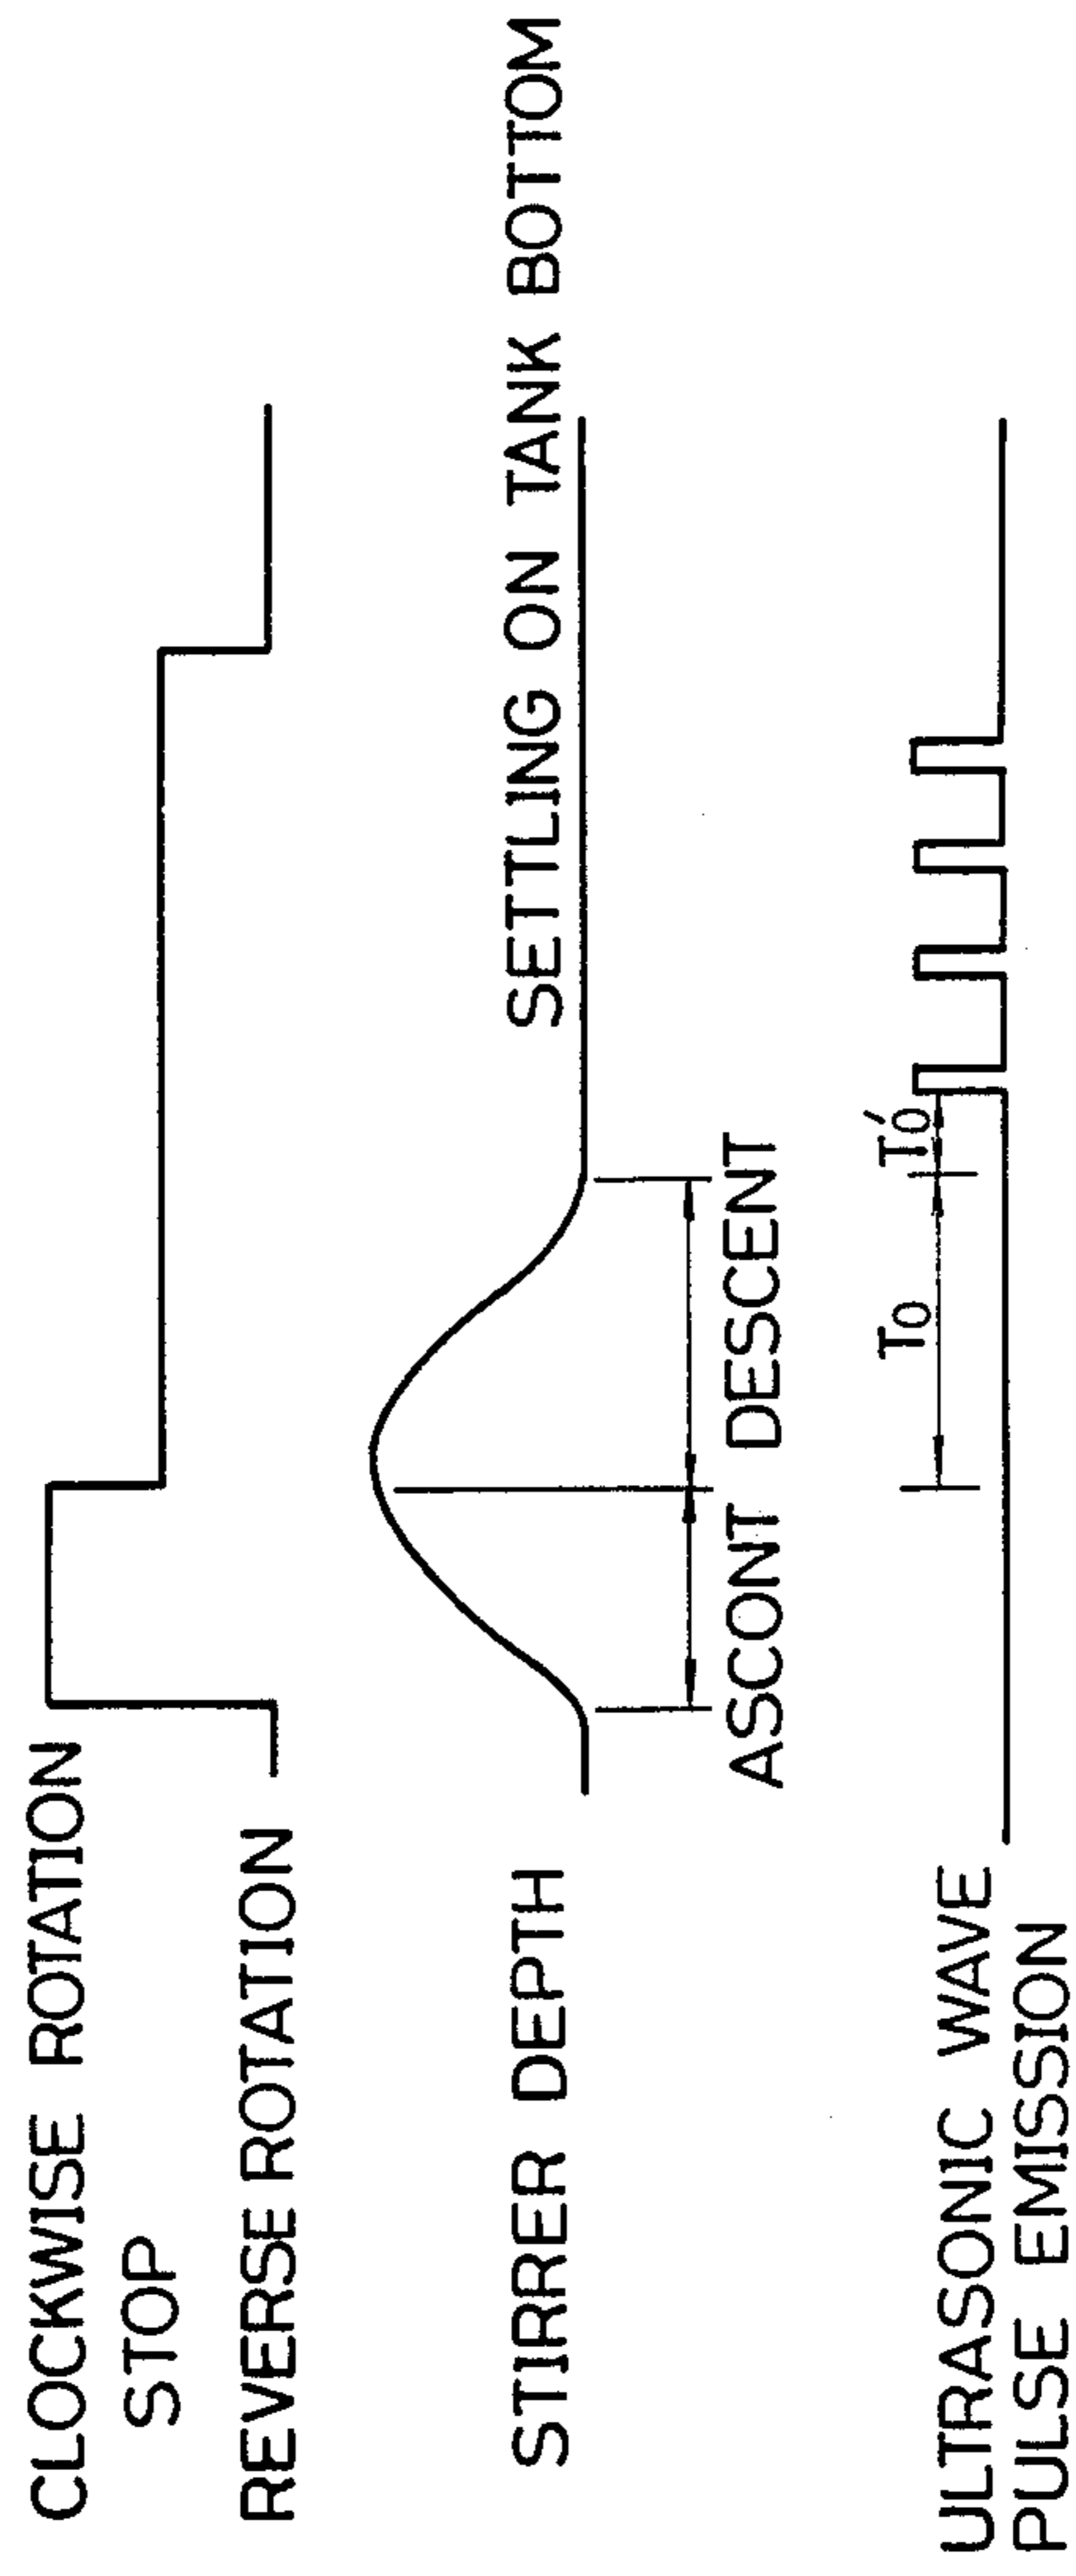 CLOCKWISE ROTATION
STOP
REVERSE ROTATION
STIRRER DEPTH
SETTLING ON TANK BOTTOM
ASCONT DESCENT
T0 T0'
ULTRASONIC WAVE
PULSE EMISSION